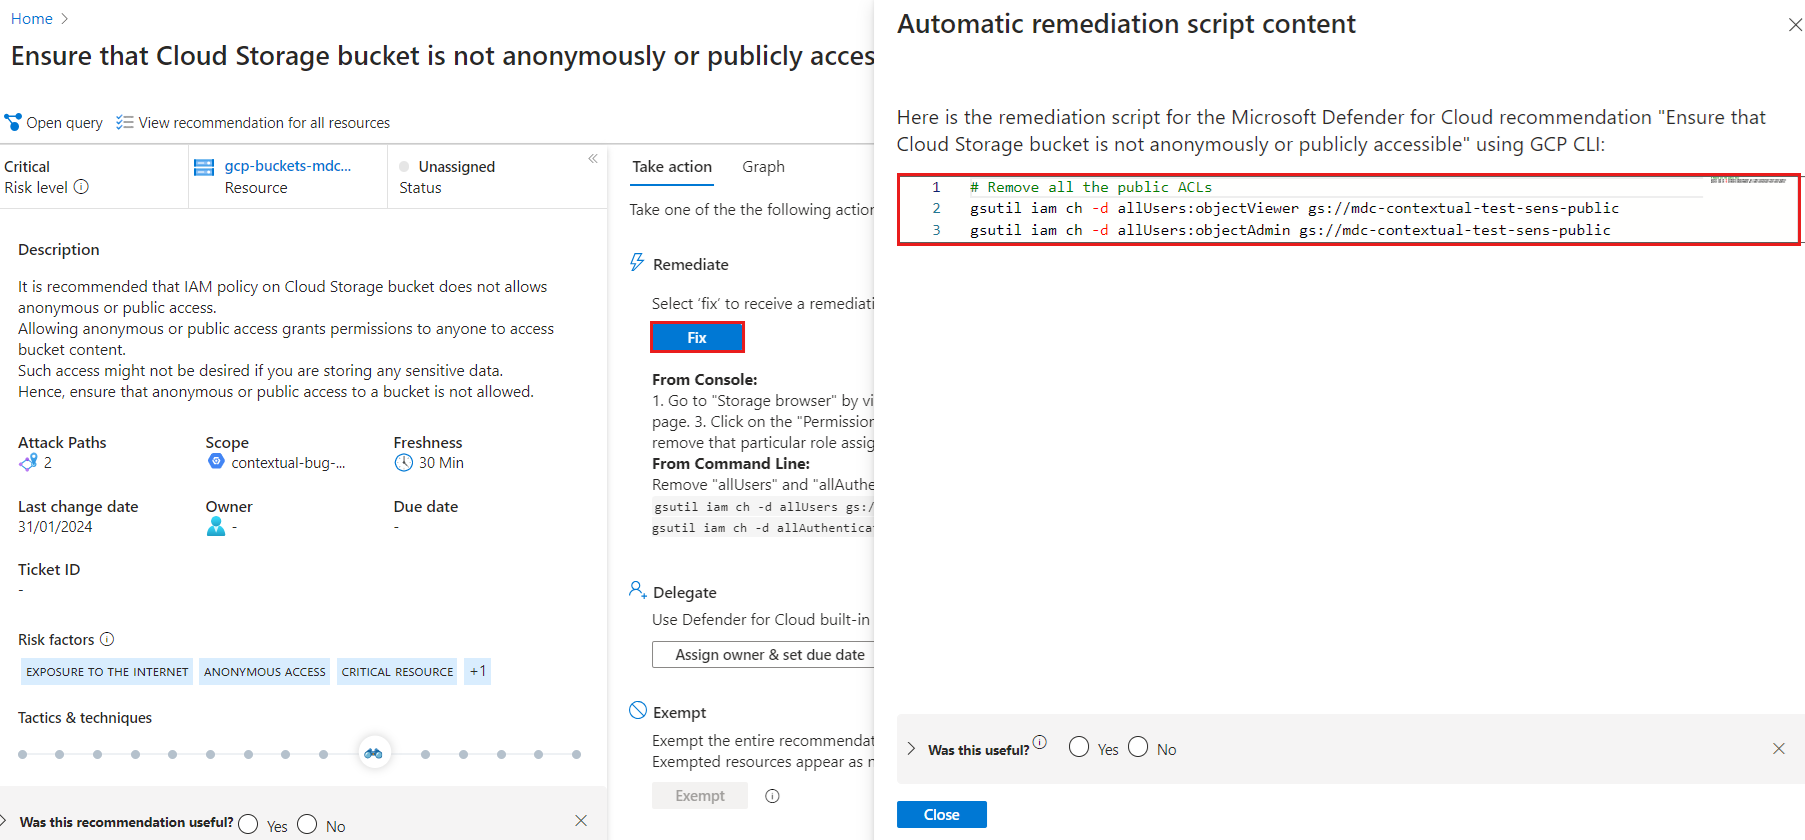 Home
Ensure that Cloud Storage bucket is not anonymously or publicly acces
Open query
View recommendation for all resources
Critical
Risk level
gcp-buckets-mdc...
Resource
Unassigned
Status
Description
It is recommended that IAM policy on Cloud Storage bucket does not allows
anonymous or public access.
Allowing anonymous or public access grants permissions to anyone to access
bucket content.
Such access might not be desired if you are storing any sensitive data.
Hence, ensure that anonymous or public access to a bucket is not allowed.
Attack Paths
2
Scope
contextual-bug-...
Freshness
30 Min
Last change date
31/01/2024
Owner
-
Due date
-
Ticket ID
-
Risk factors
EXPOSURE TO THE INTERNET
ANONYMOUS ACCESS
CRITICAL RESOURCE
+1
Tactics & techniques
Was this recommendation useful?
Yes
No
Take action
Graph
Take one of the the following action
Remediate
Select 'fix' to receive a remediati
Fix
From Console:
1. Go to "Storage browser" by vi
page. 3. Click on the "Permission
remove that particular role assig
From Command Line:
Remove "allUsers" and "allAuthe
gsutil iam ch -d allUsers gs:/
gsutil iam ch -d allAuthentica
Delegate
Use Defender for Cloud built-in
Assign owner & set due date
Exempt
Exempt the entire recommendat
Exempted resources appear as n
Exempt
Automatic remediation script content
Here is the remediation script for the Microsoft Defender for Cloud recommendation "Ensure that
Cloud Storage bucket is not anonymously or publicly accessible" using GCP CLI:
1 # Remove all the public ACLs
2 gsutil iam ch -d allUsers:objectViewer gs://mdc-contextual-test-sens-public
3 gsutil iam ch -d allUsers:objectAdmin gs://mdc-contextual-test-sens-public
Was this useful?
Yes
No
Close